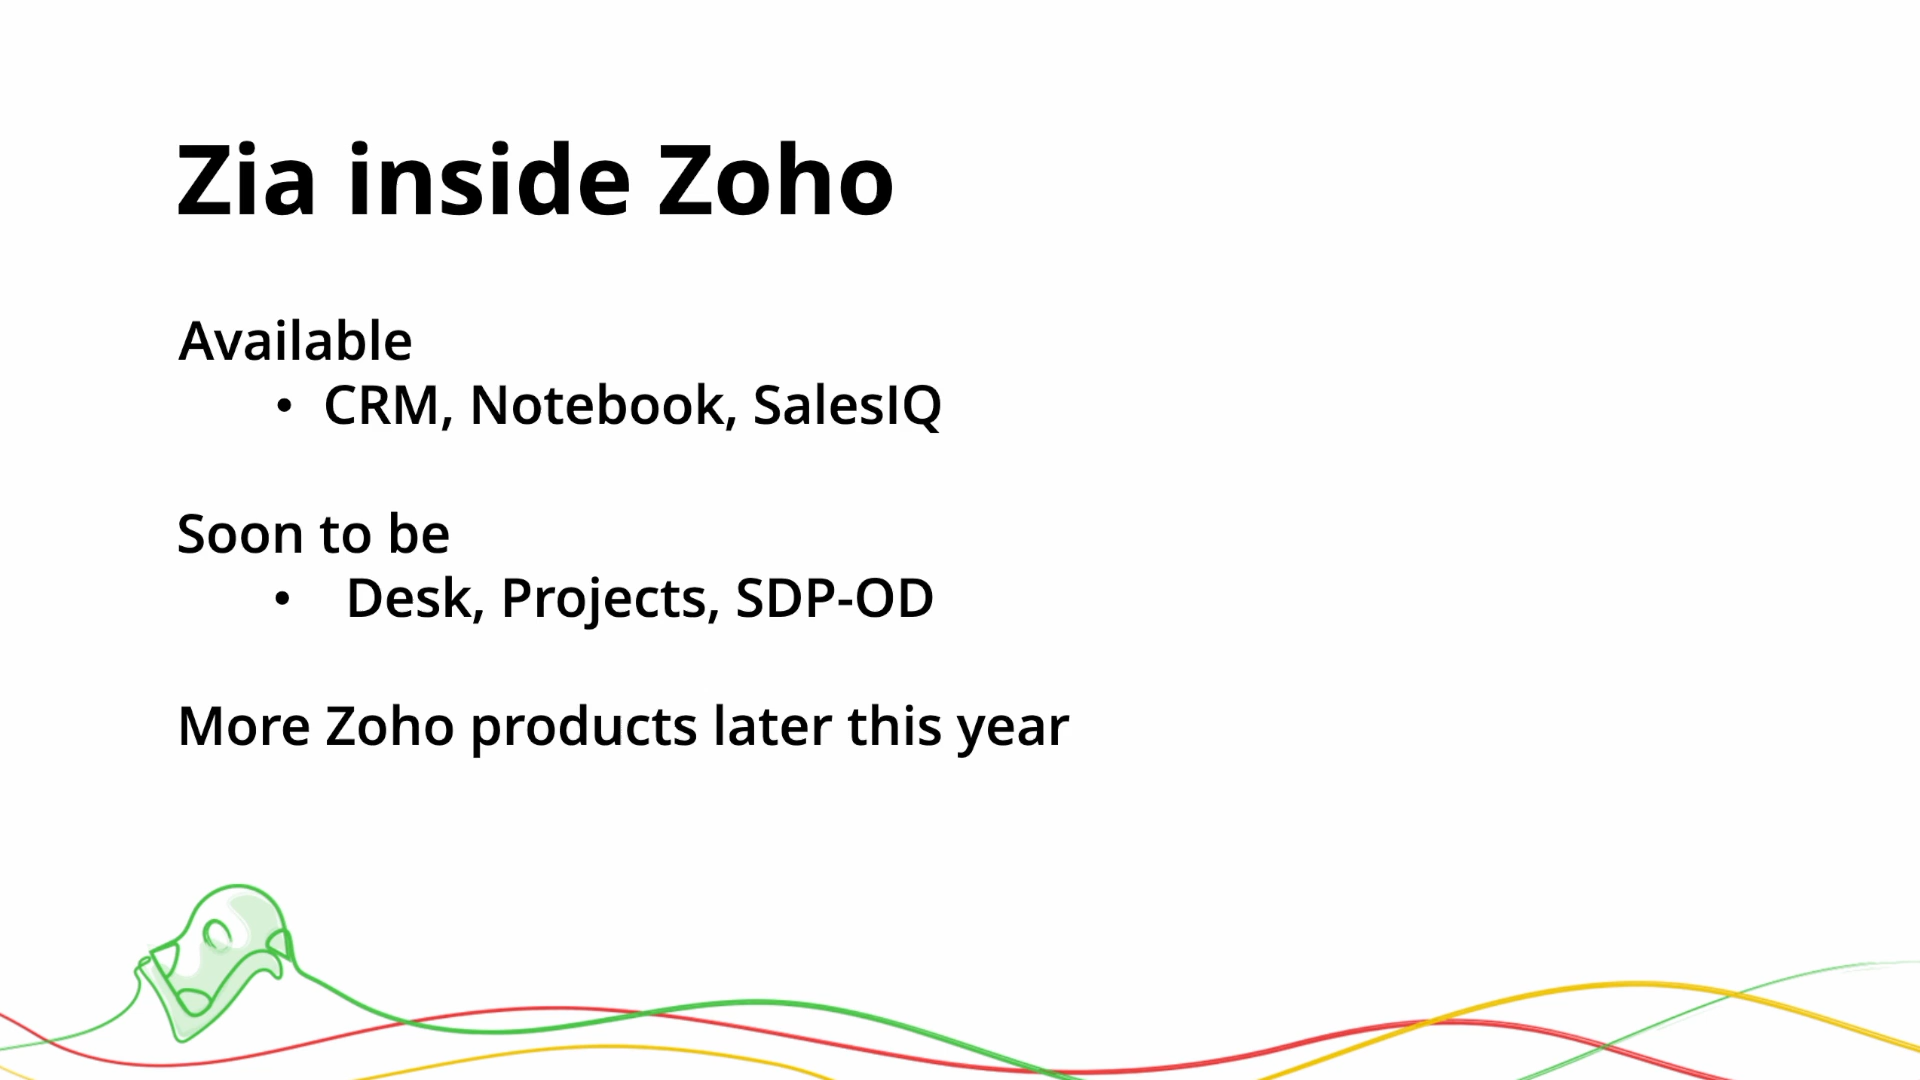 Zia inside Zoho
Available
• CRM, Notebook, SalesIQ
Soon to be
• Desk, Projects, SDP-OD
More Zoho products later this year